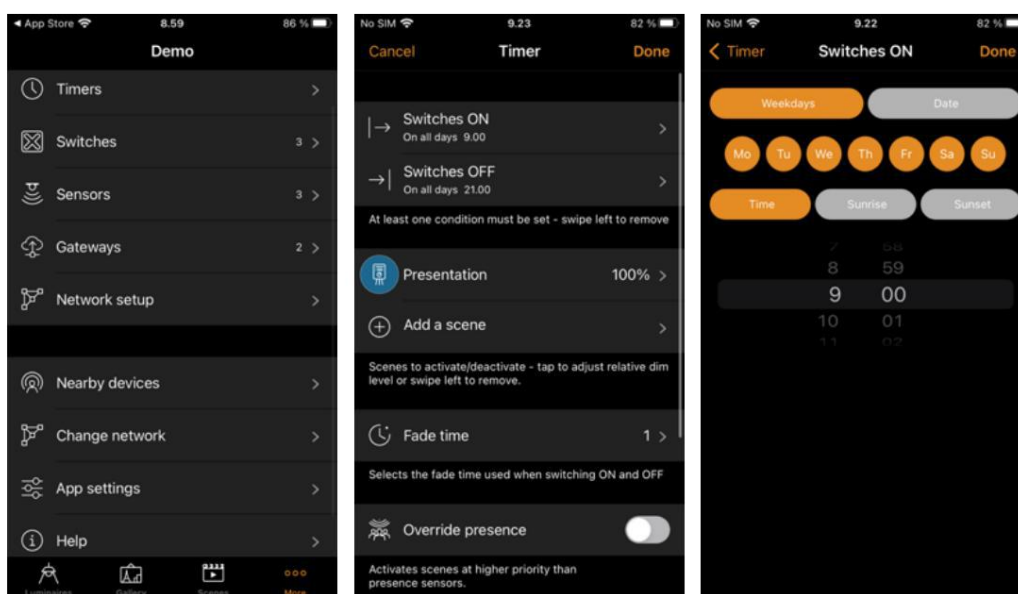 App Store
8.59
86 %
Demo
Timers
Switches
3
Sensors
3
Gateways
2
Network setup
Nearby devices
Change network
App settings
Help
Luminaires
Gallery
Scenes
More
No SIM
9.23
82 %
Cancel
Timer
Done
Switches ON
On all days 9.00
Switches OFF
On all days 21.00
At least one condition must be set - swipe left to remove
Presentation
100%
Add a scene
Scenes to activate/deactivate - tap to adjust relative dim
level or swipe left to remove.
Fade time
1
Selects the fade time used when switching ON and OFF
Override presence
Activates scenes at higher priority than
presence sensors.
No SIM
9.22
82 %
Timer
Switches ON
Done
Weekdays
Date
Mo Tu We Th Fr Sa Su
Time
Sunrise
Sunset
7 58
8 59
9 00
10 01
11 02